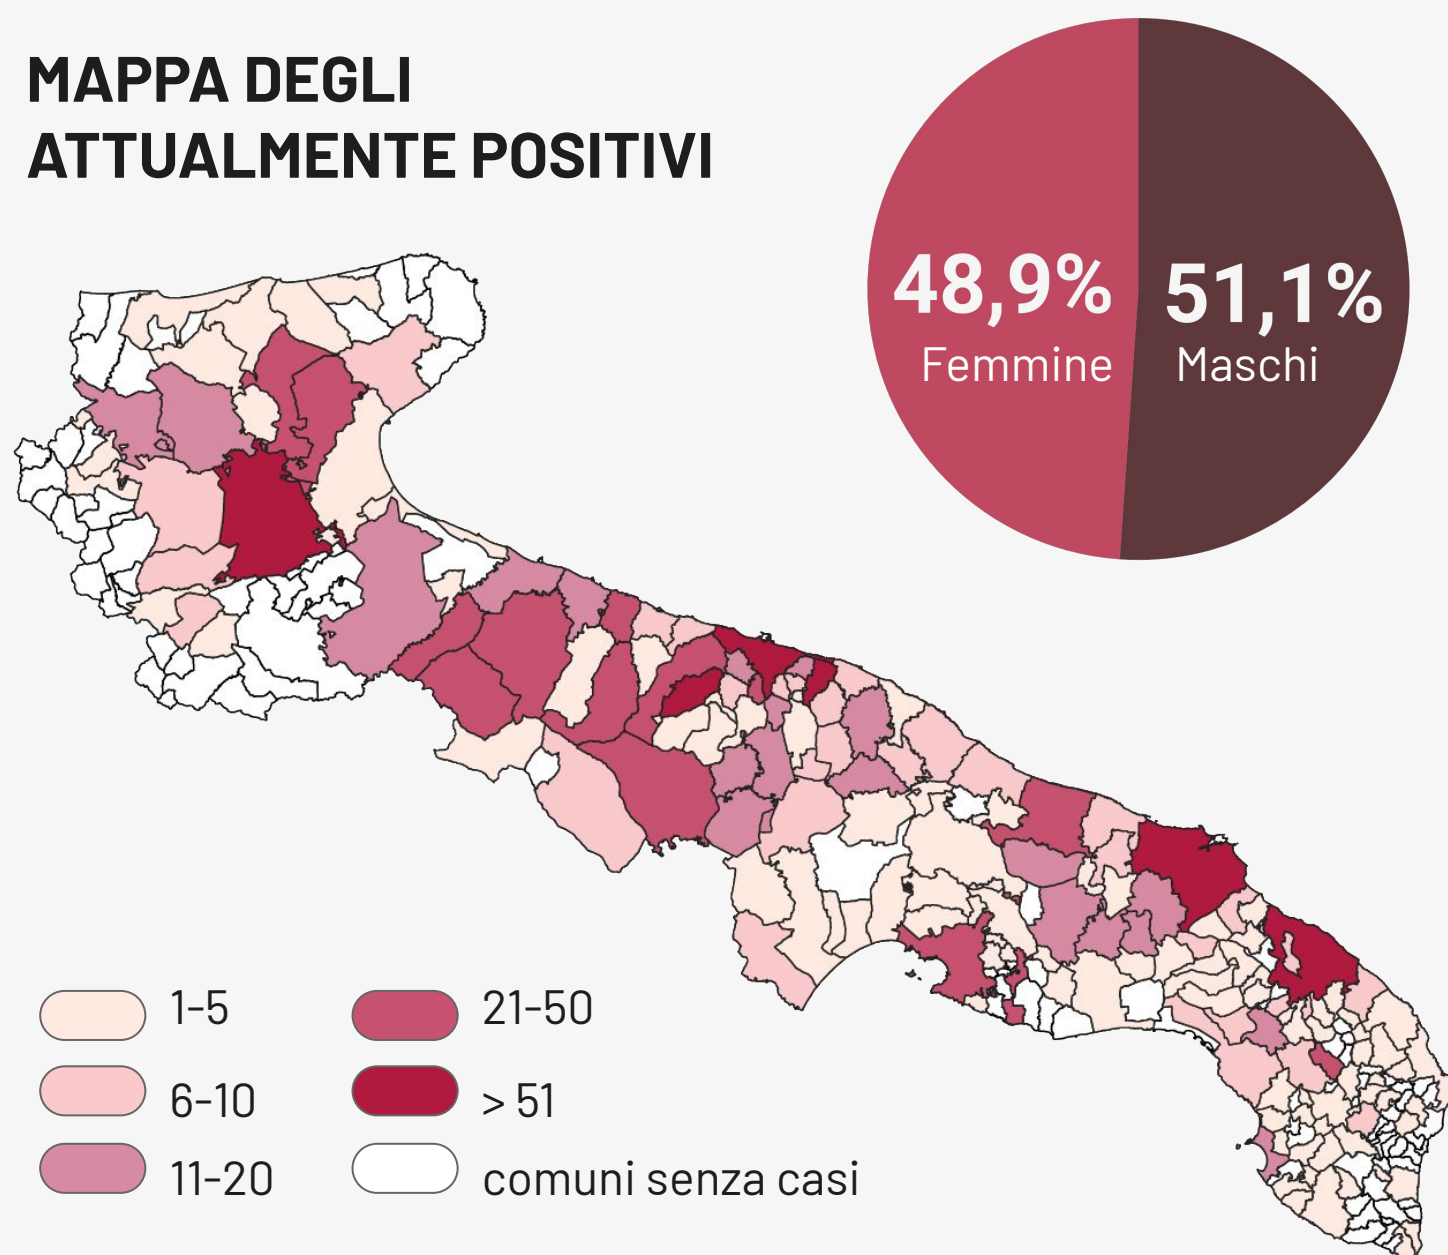 MAPPA DEGLI
ATTUALMENTE POSITIVI
48,9%
Femmine
51,1%
Maschi
1-5
6-10
11-20
21-50
> 51
comuni senza casi